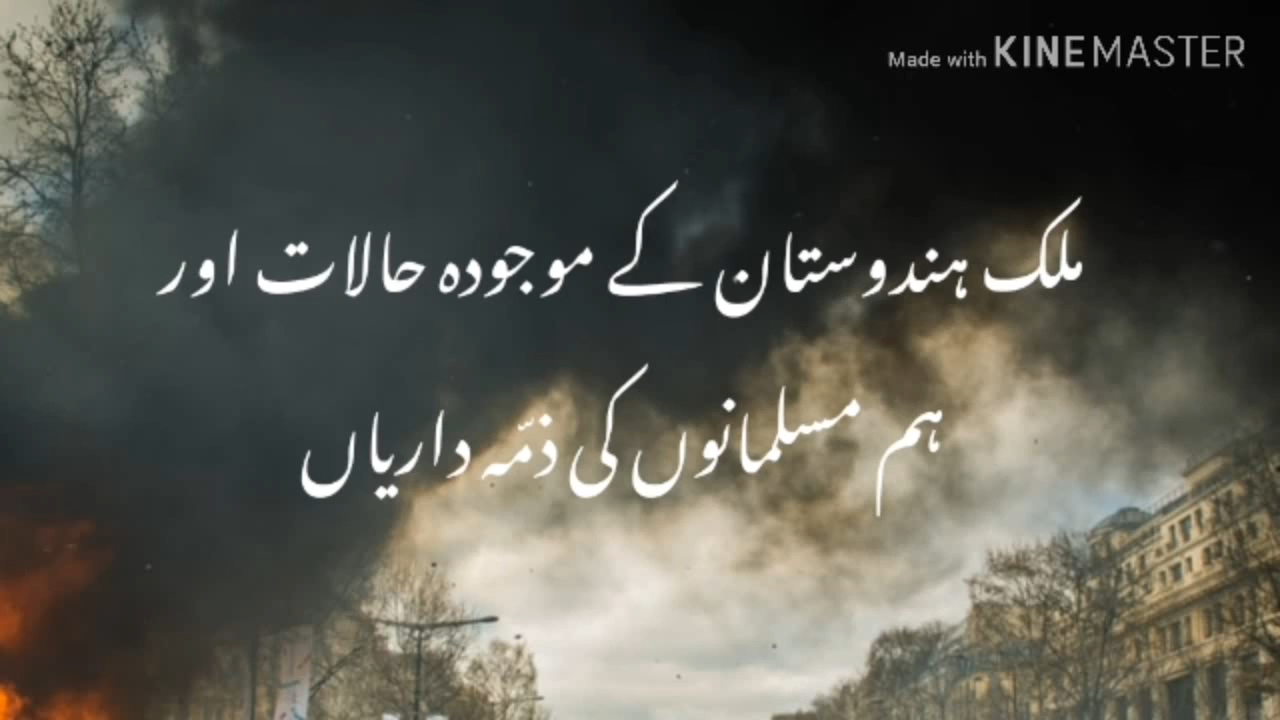 Made with KINEMASTER
ملک ہندوستان کے موجودہ حالات اور
ہم مسلمانوں کی ذمّہ داریاں